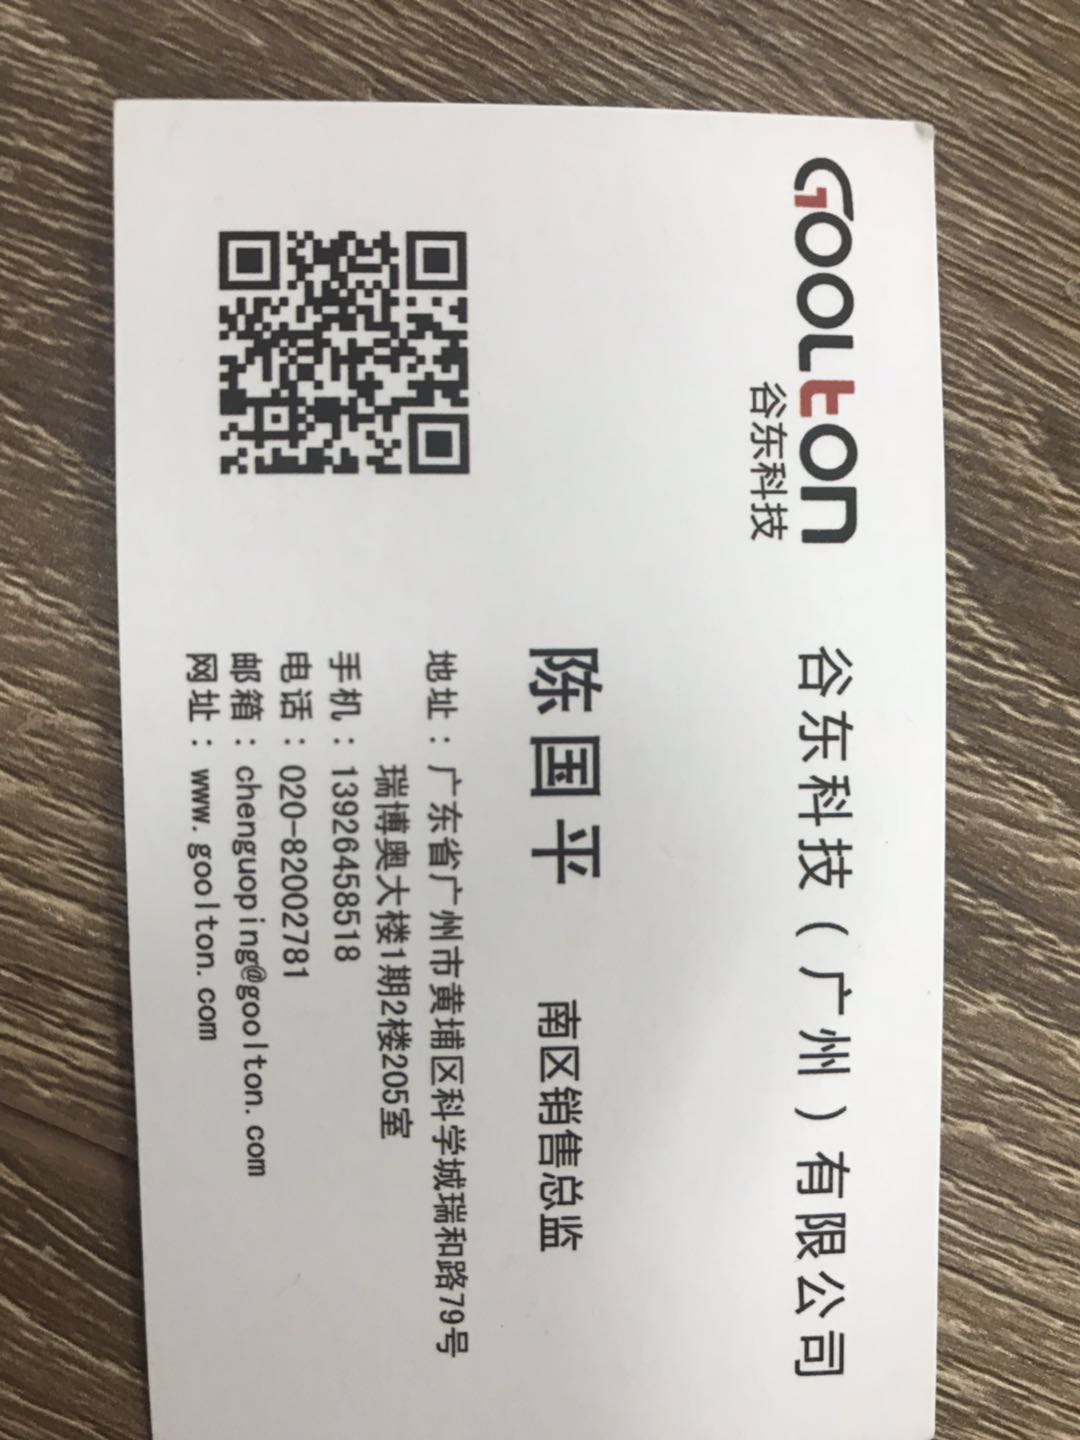 GOOLton
谷东科技
谷东科技（广州）有限公司
陈国平 南区销售总监
地址：广东省广州市黄埔区科学城瑞和路79号
瑞博奥大楼1期2楼205室
手机：13926458518
电话：020-82002781
邮箱：chenguoping@goolton.com
网址：www.goolton.com